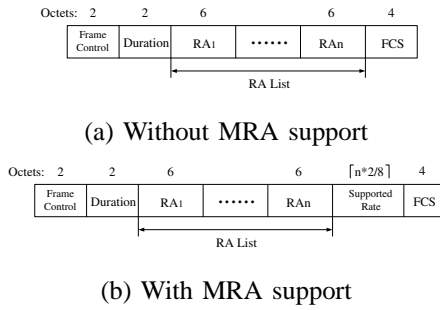 Octets: 2 2 6 6 4
Frame Control Duration RA1 •••••• RAn FCS
RA List
(a) Without MRA support
Octets: 2 2 6 6 ⌈n*2/8⌉ 4
Frame Control Duration RA1 •••••• RAn Supported Rate FCS
RA List
(b) With MRA support